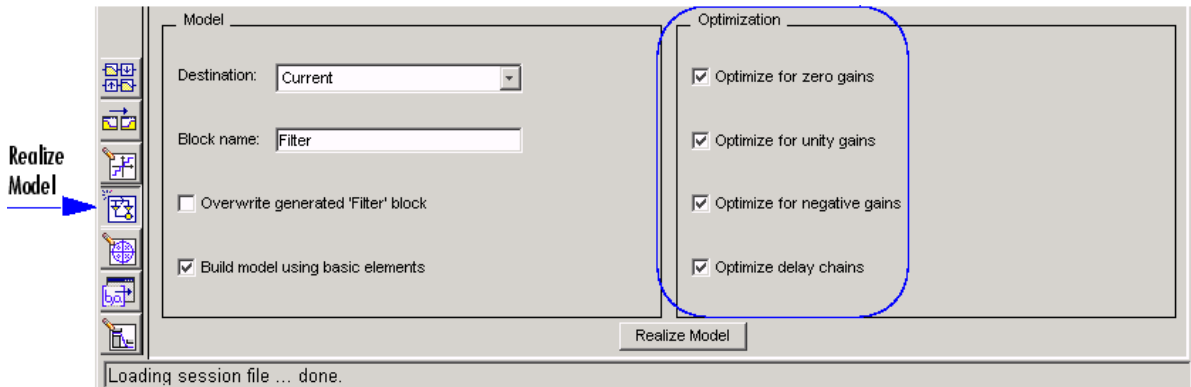 Model
Destination:
Current
Block name:
Filter
Overwrite generated 'Filter' block
Build model using basic elements
Optimization
Optimize for zero gains
Optimize for unity gains
Optimize for negative gains
Optimize delay chains
Realize Model
Realize
Model
Loading session file ... done.